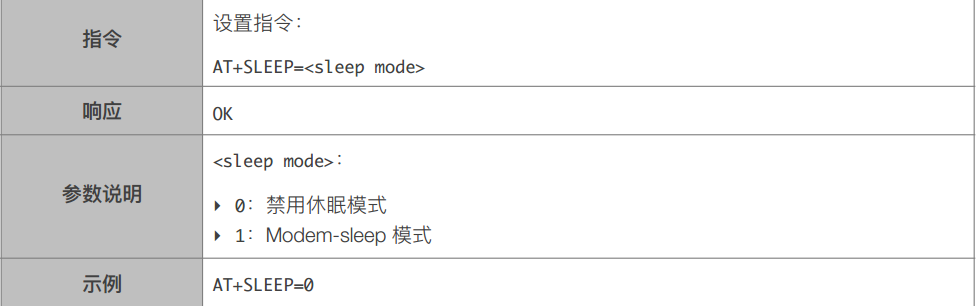 指令
设置指令：
AT+SLEEP=<sleep mode>
响应
OK
参数说明
<sleep mode>：
‣ 0：禁用休眠模式
‣ 1：Modem-sleep 模式
示例
AT+SLEEP=0